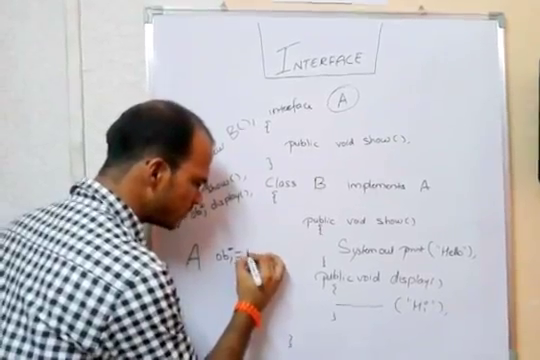 INTERFACE
interface A
B();
{
public void show();
}
show();
Class B implements A
display();
{
public void show()
{
System out print ("Hello");
A obj =
}
public void display()
{
("Hi");
}
}